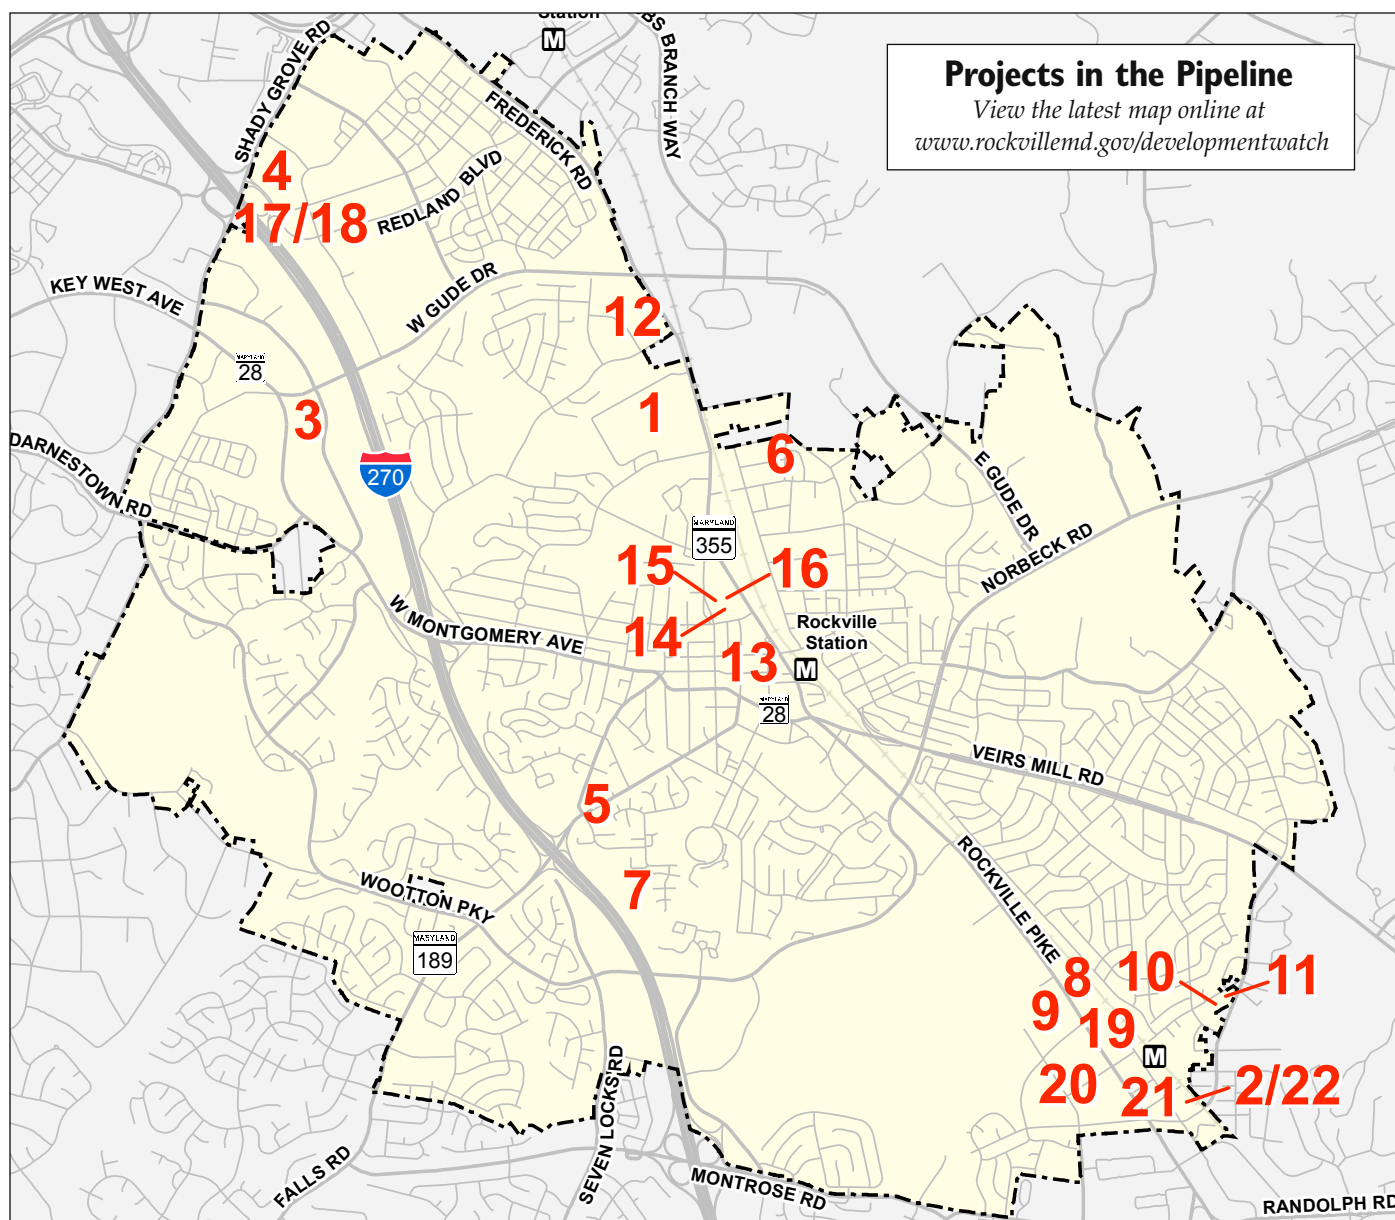 Station
M
BS BRANCH WAY
Projects in the Pipeline
View the latest map online at
www.rockvillemd.gov/developmentwatch
SHADY GROVE RD
FREDERICK RD
4
17/18
REDLAND BLVD
KEY WEST AVE
W GUDE DR
12
MARYLAND
28
3
1
6
DARNESTOWN RD
270
E GUDE DR
MARYLAND
355
NORBECK RD
15
16
14
W MONTGOMERY AVE
Rockville
Station
13
M
MARYLAND
28
VEIRS MILL RD
5
ROCKVILLE PIKE
7
WOOTTON PKY
MARYLAND
189
8
10
11
9
19
M
20
21
2/22
SEVEN LOCKS RD
FALLS RD
MONTROSE RD
RANDOLPH RD